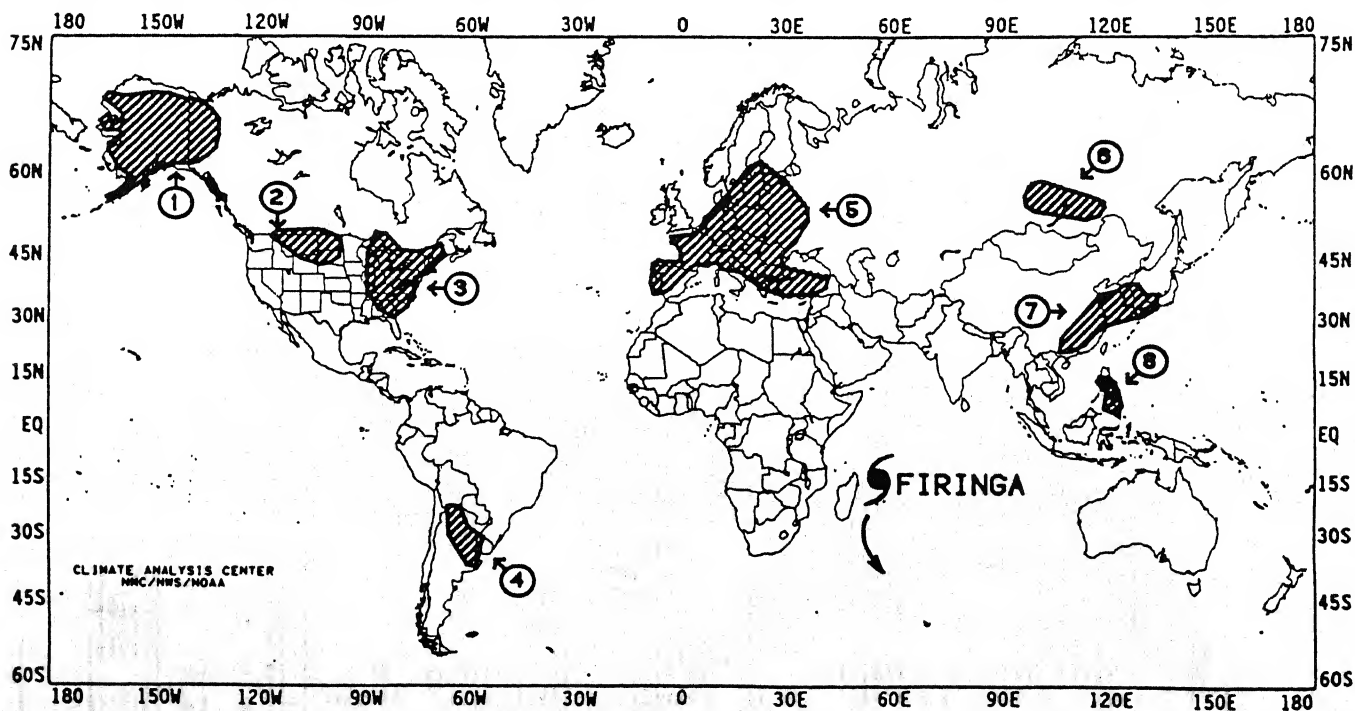 180 150W 120W 90W 60W 30W 0 30E 60E 90E 120E 150E 180
75N 75N
60N 60N
45N 45N
30N 30N
15N 15N
EQ EQ
15S 15S
30S 30S
45S 45S
60S 60S
1
2
3
4
5
6
7
8
FIRINGA
CLIMATE ANALYSIS CENTER
NMC/NWS/NOAA
180 150W 120W 90W 60W 30W 0 30E 60E 90E 120E 150E 180